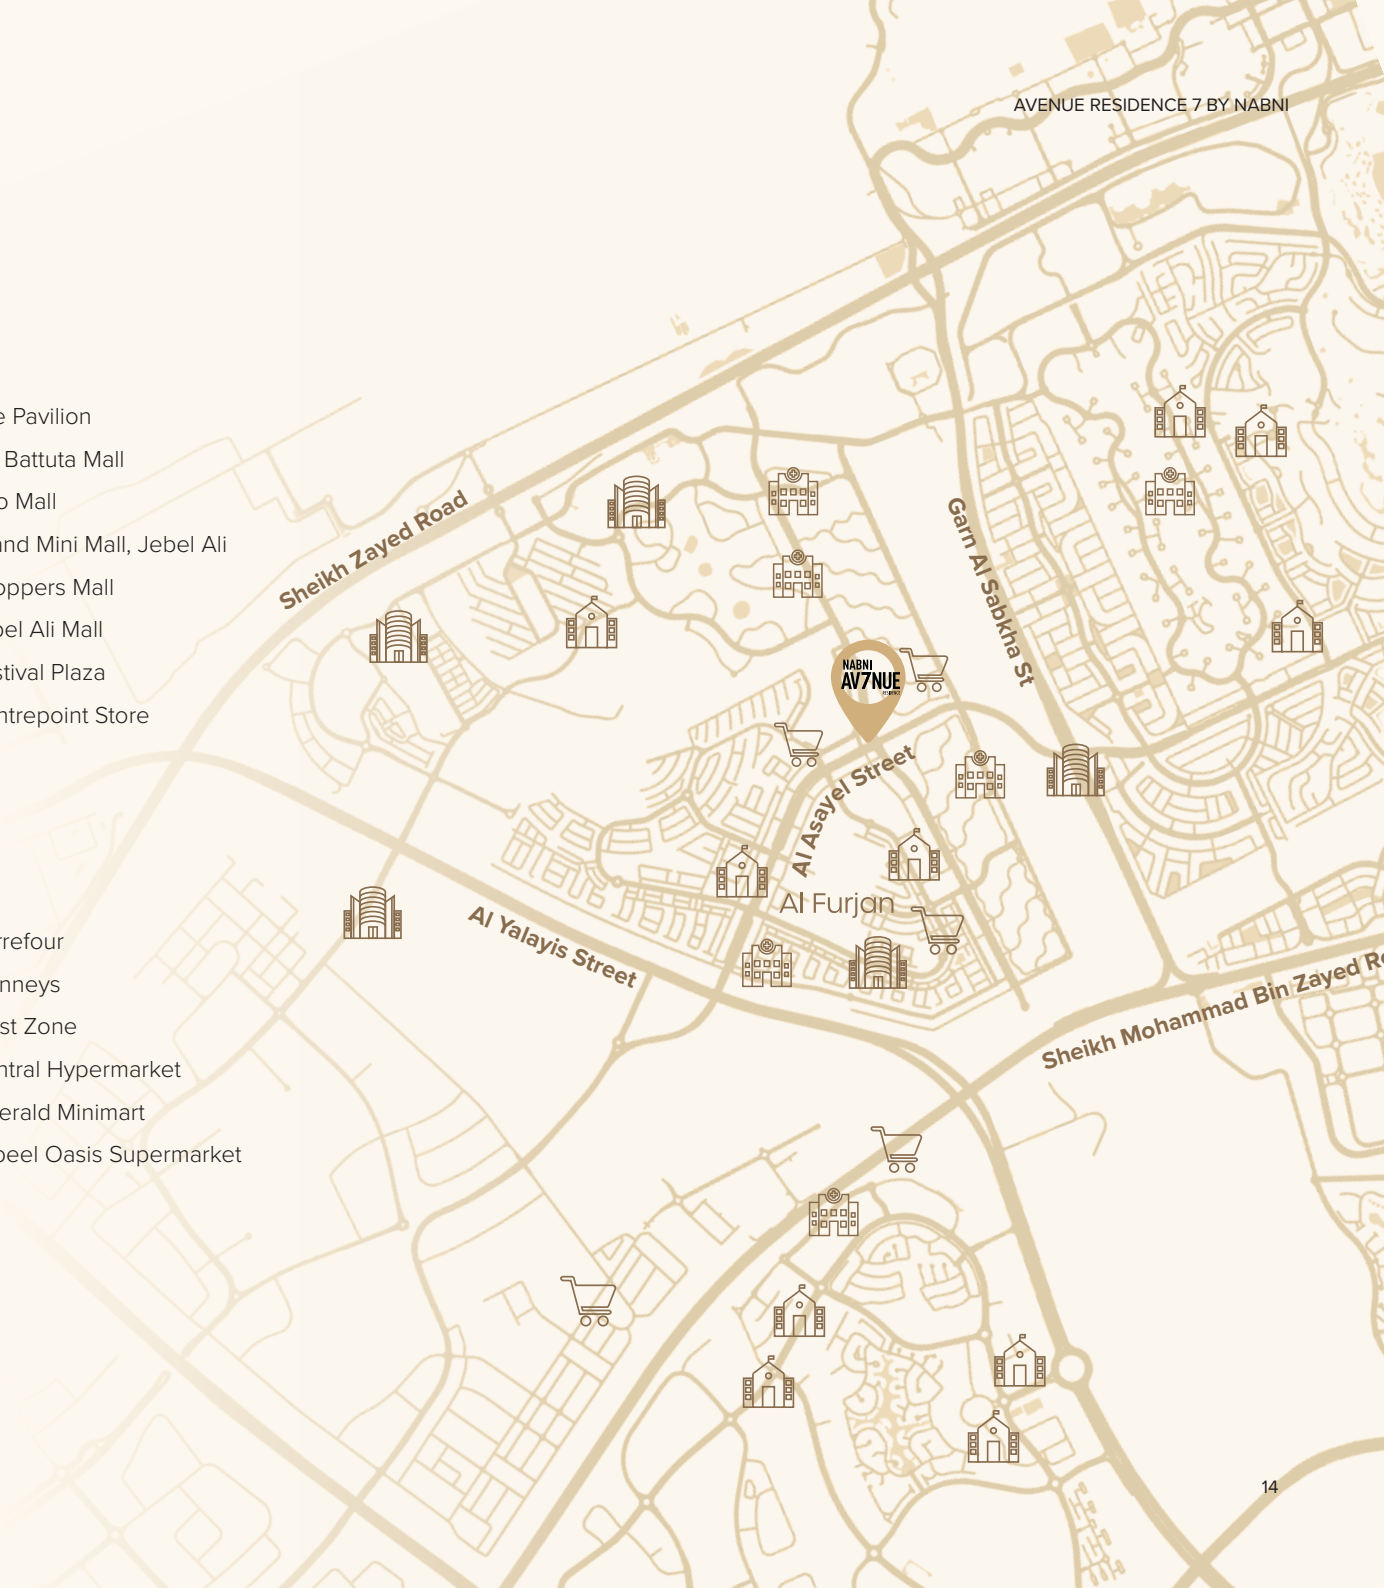 AVENUE RESIDENCE 7 BY NABNI
e Pavilion
Battuta Mall
o Mall
and Mini Mall, Jebel Ali
oppers Mall
bel Ali Mall
stival Plaza
ntrepoint Store
rrefour
nneys
st Zone
ntral Hypermarket
erald Minimart
beel Oasis Supermarket
Sheikh Zayed Road
Garn Al Sabkha St
NABNI
AV7NUE
RESIDENCE
Al Asayel Street
Al Furjan
Al Yalayis Street
Sheikh Mohammad Bin Zayed Ro
14